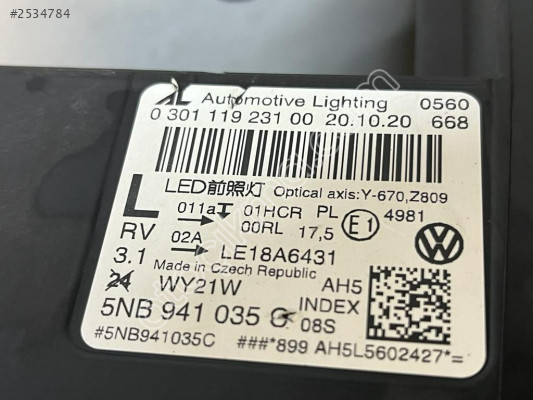 #2534784
AL Automotive Lighting 0560
0 301 119 231 00 20.10.20 668
LED前照灯 Optical axis:Y-670,Z809
L 011a 01HCR PL E1 4981
00RL 17,5
RV 02A LE18A6431
3.1 Made in Czech Republic
24 WY21W AH5
5NB 941 035 C INDEX
08S
#5NB941035C ###*899 AH5L5602427*=